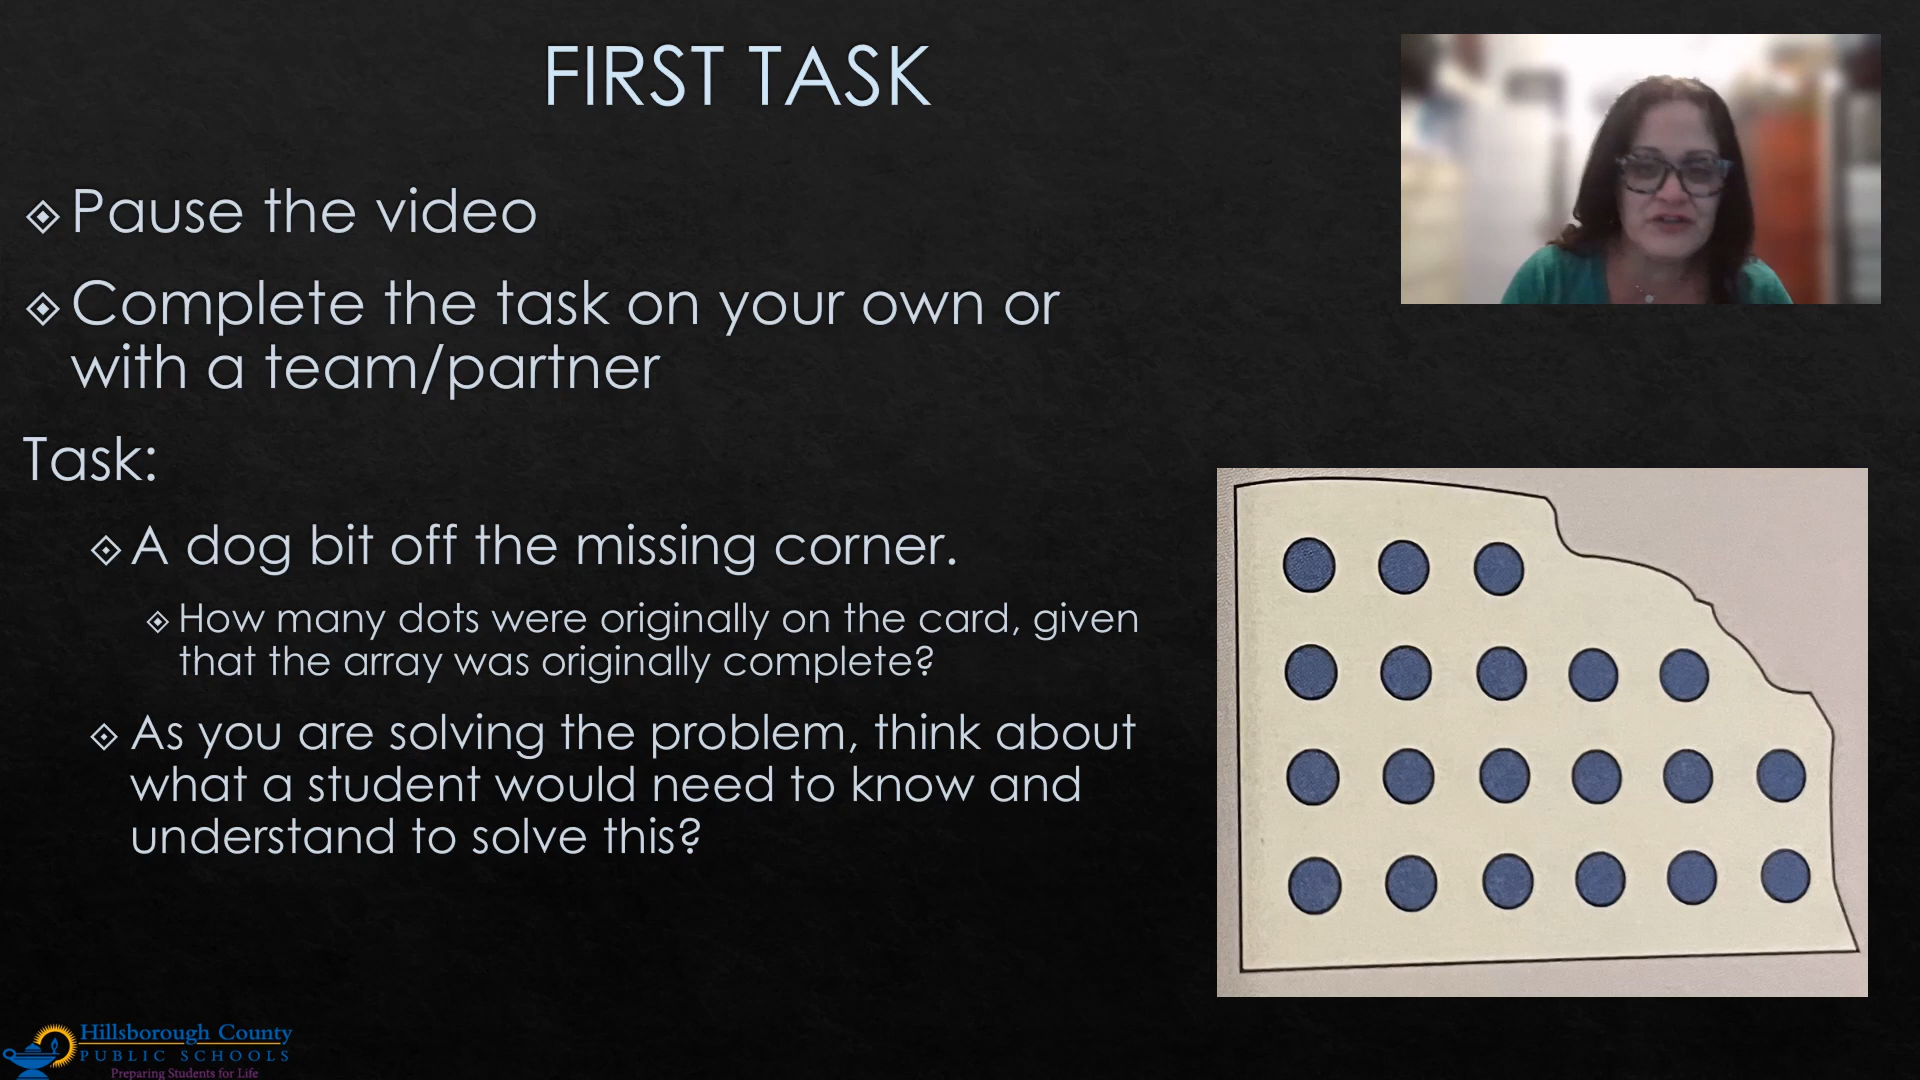 FIRST TASK
Pause the video
Complete the task on your own or
with a team/partner
Task:
A dog bit off the missing corner.
How many dots were originally on the card, given
that the array was originally complete?
As you are solving the problem, think about
what a student would need to know and
understand to solve this?
Hillsborough County
PUBLIC SCHOOLS
Preparing Students for Life